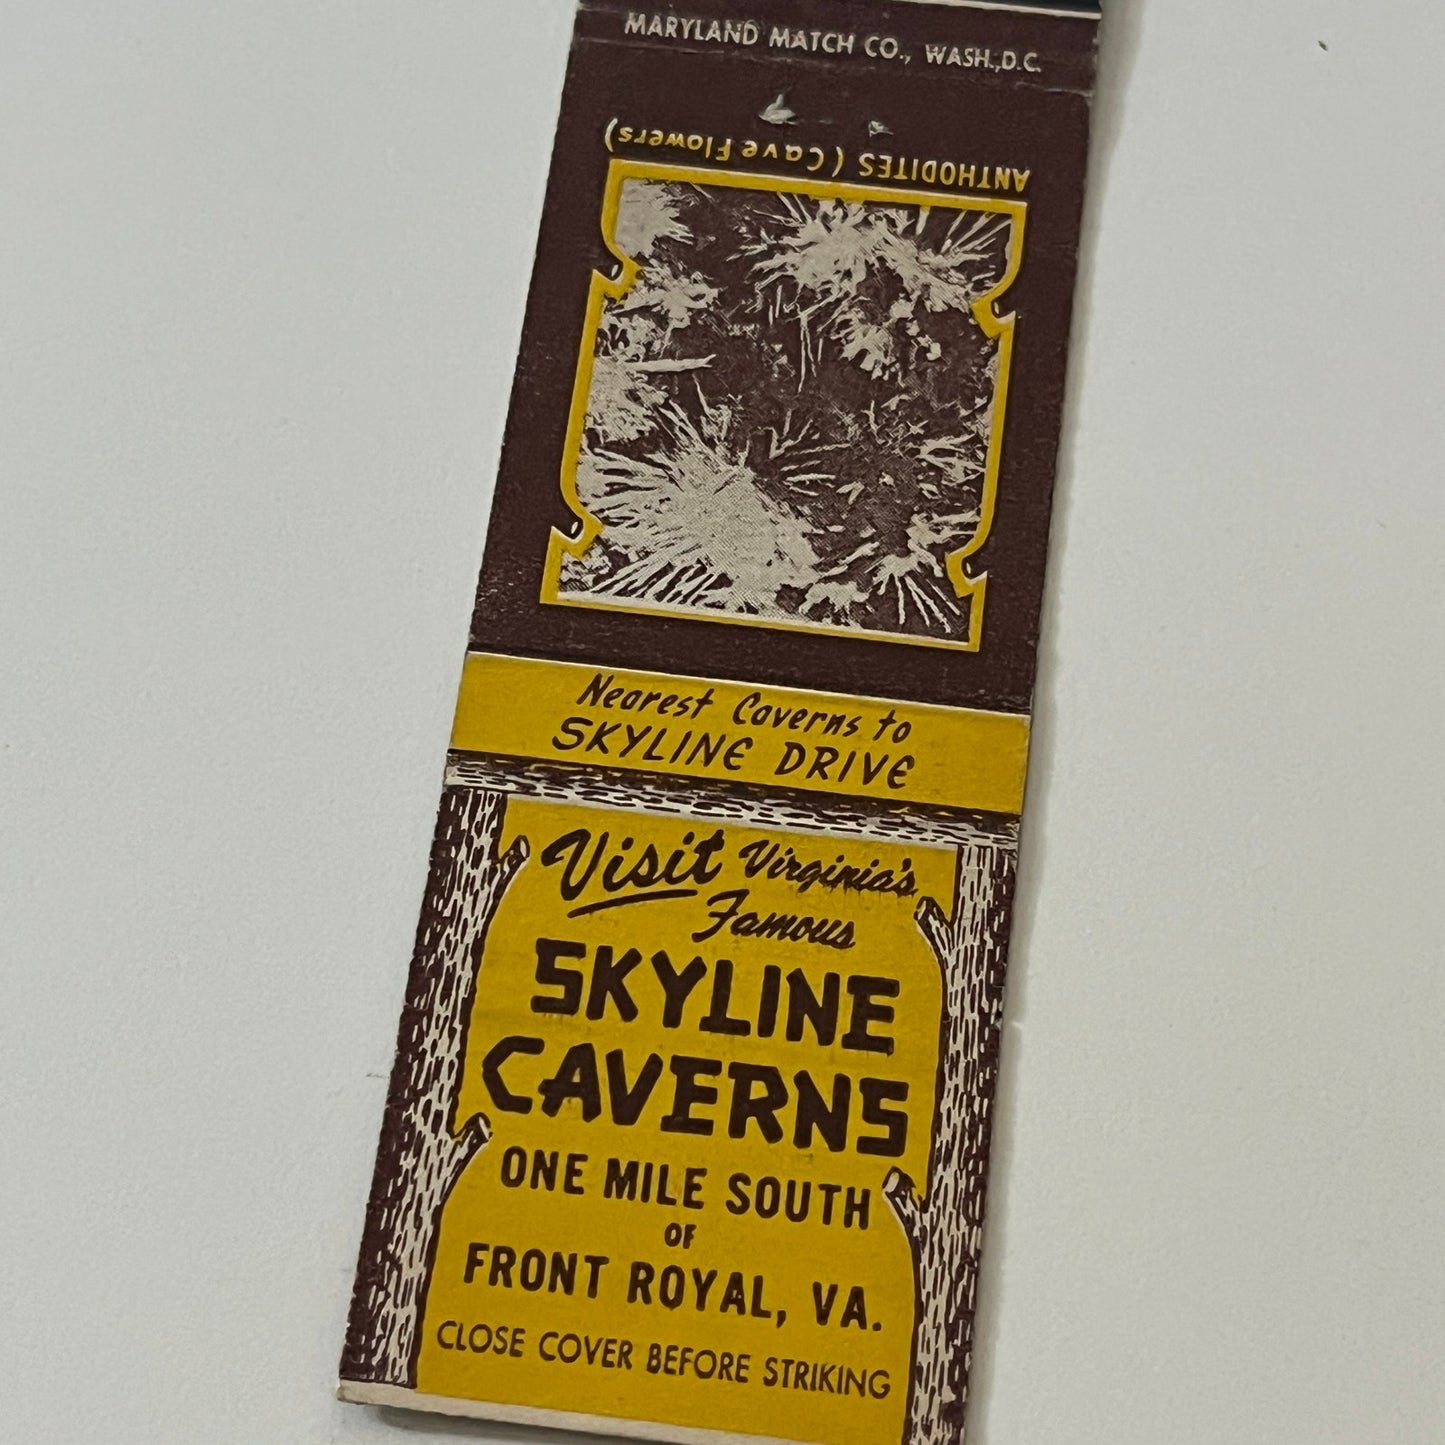 MARYLAND MATCH CO., WASH.,D.C.
ANTHODITES (Cave Flowers)
Nearest Caverns to
SKYLINE DRIVE
Visit Virginia's
Famous
SKYLINE
CAVERNS
ONE MILE SOUTH
OF
FRONT ROYAL, VA.
CLOSE COVER BEFORE STRIKING